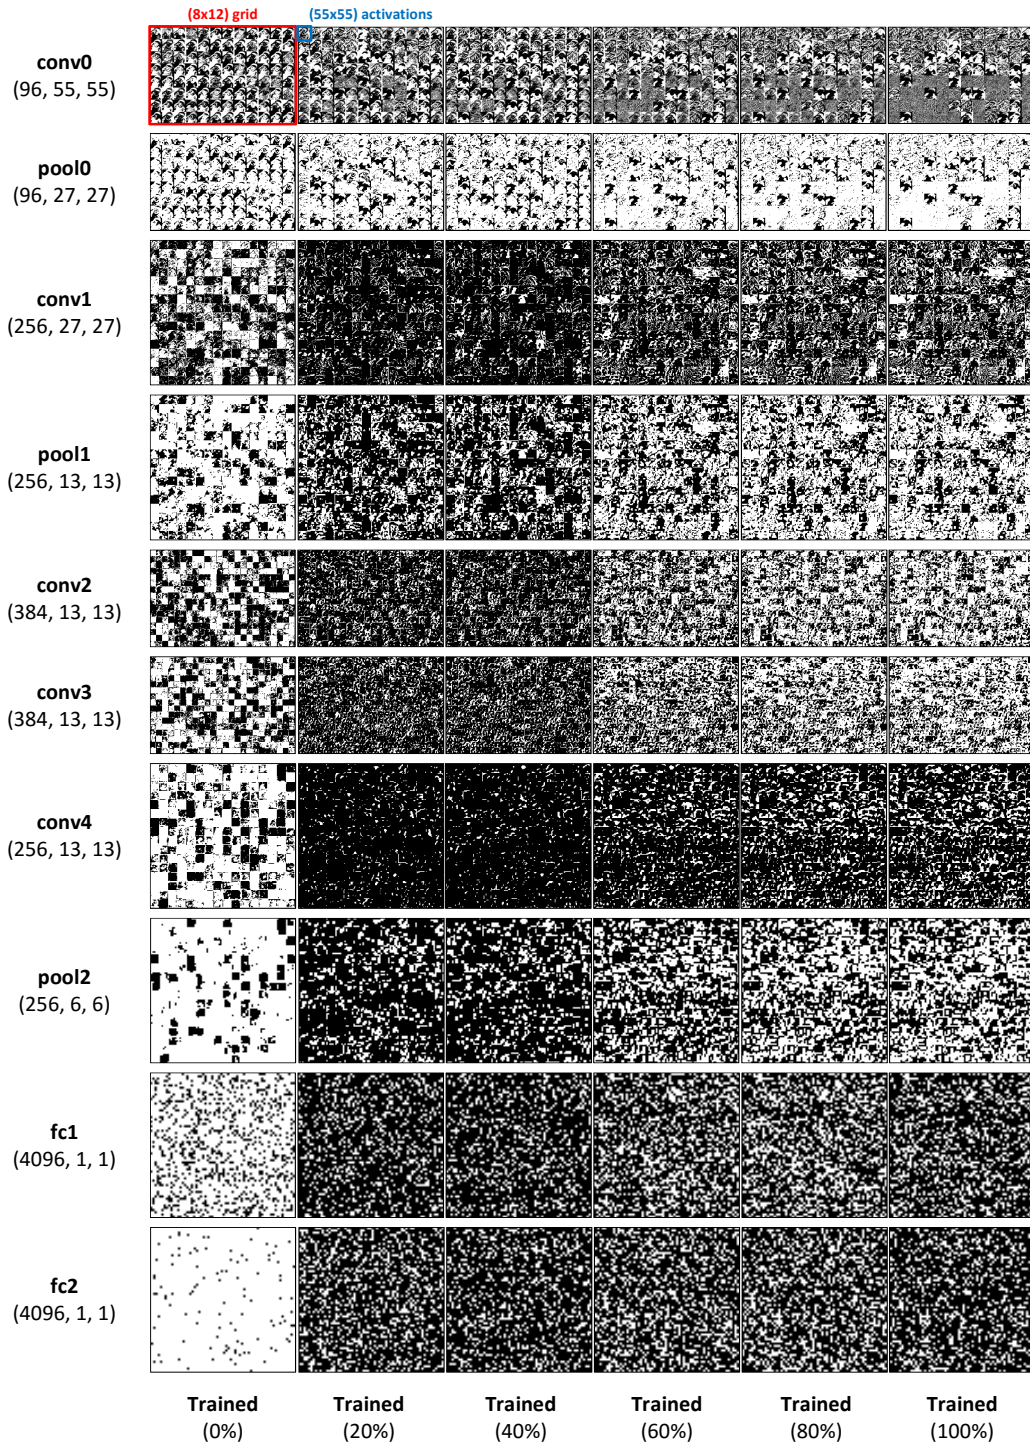 (8x12) grid
(55x55) activations
conv0
(96, 55, 55)
pool0
(96, 27, 27)
conv1
(256, 27, 27)
pool1
(256, 13, 13)
conv2
(384, 13, 13)
conv3
(384, 13, 13)
conv4
(256, 13, 13)
pool2
(256, 6, 6)
fc1
(4096, 1, 1)
fc2
(4096, 1, 1)
Trained Trained Trained Trained Trained Trained
(0%) (20%) (40%) (60%) (80%) (100%)